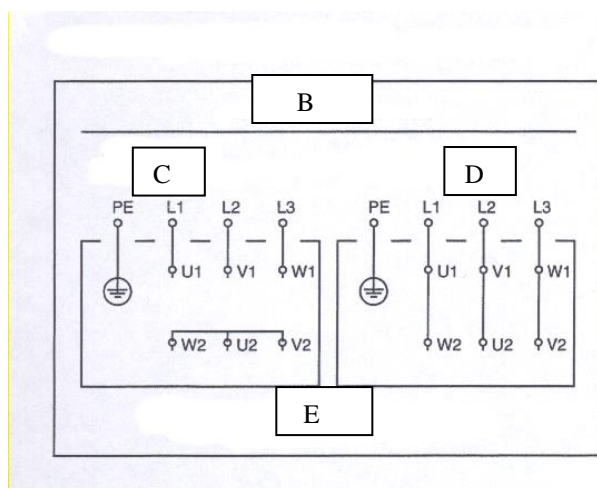 B
C D
PE L1 L2 L3 PE L1 L2 L3
U1 V1 W1 U1 V1 W1
W2 U2 V2 W2 U2 V2
E